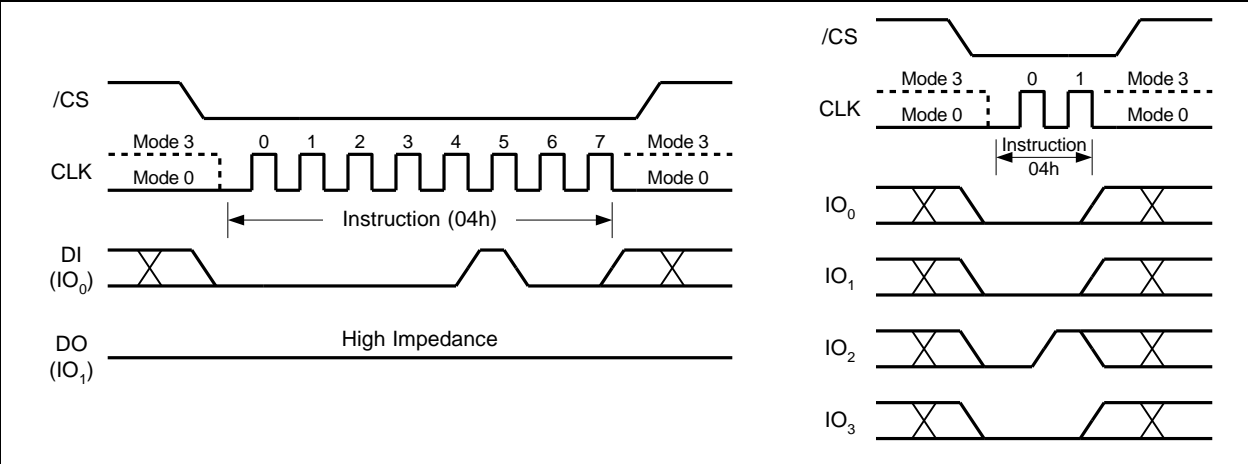 /CS
Mode 3 0 1 2 3 4 5 6 7 Mode 3
CLK
Mode 0 Mode 0
Instruction (04h)
DI
(IO0)
High Impedance
DO
(IO1)
/CS
Mode 3 0 1 Mode 3
CLK
Mode 0 Mode 0
Instruction
04h
IO0
IO1
IO2
IO3